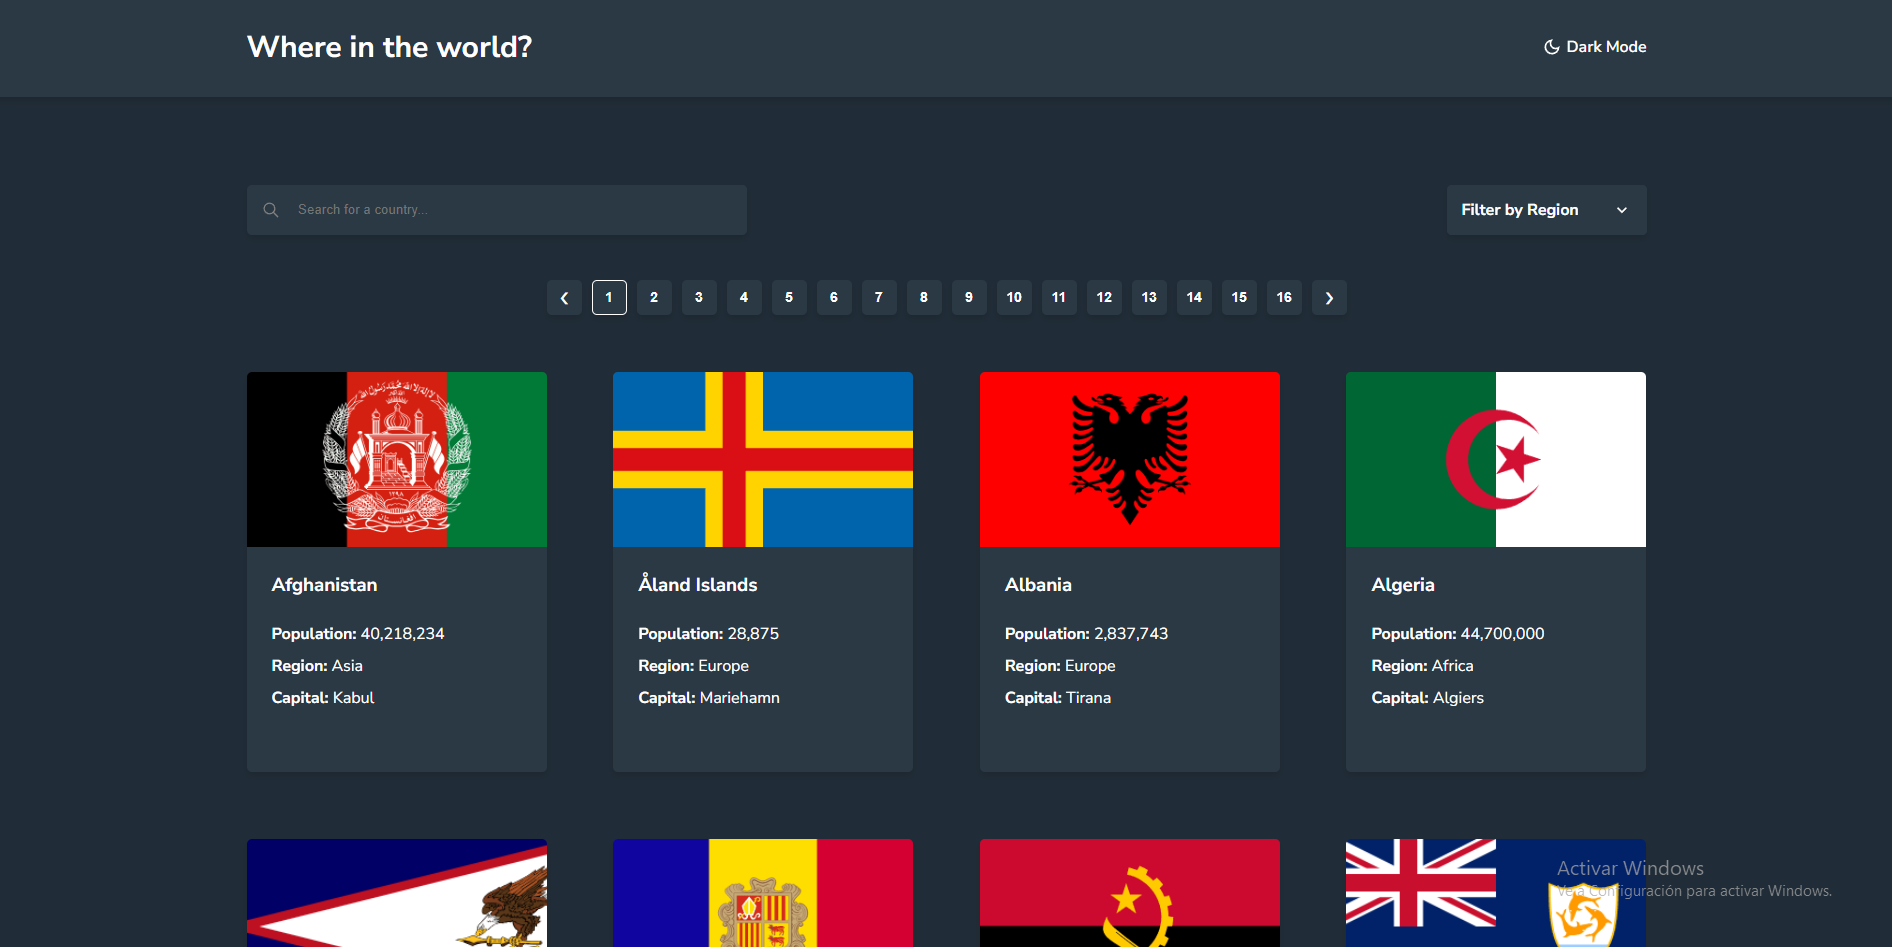 Where in the world?
Dark Mode
Search for a country...
Filter by Region
1 2 3 4 5 6 7 8 9 10 11 12 13 14 15 16
Afghanistan
Population: 40,218,234
Region: Asia
Capital: Kabul
Åland Islands
Population: 28,875
Region: Europe
Capital: Mariehamn
Albania
Population: 2,837,743
Region: Europe
Capital: Tirana
Algeria
Population: 44,700,000
Region: Africa
Capital: Algiers
Activar Windows
Ve a Configuración para activar Windows.